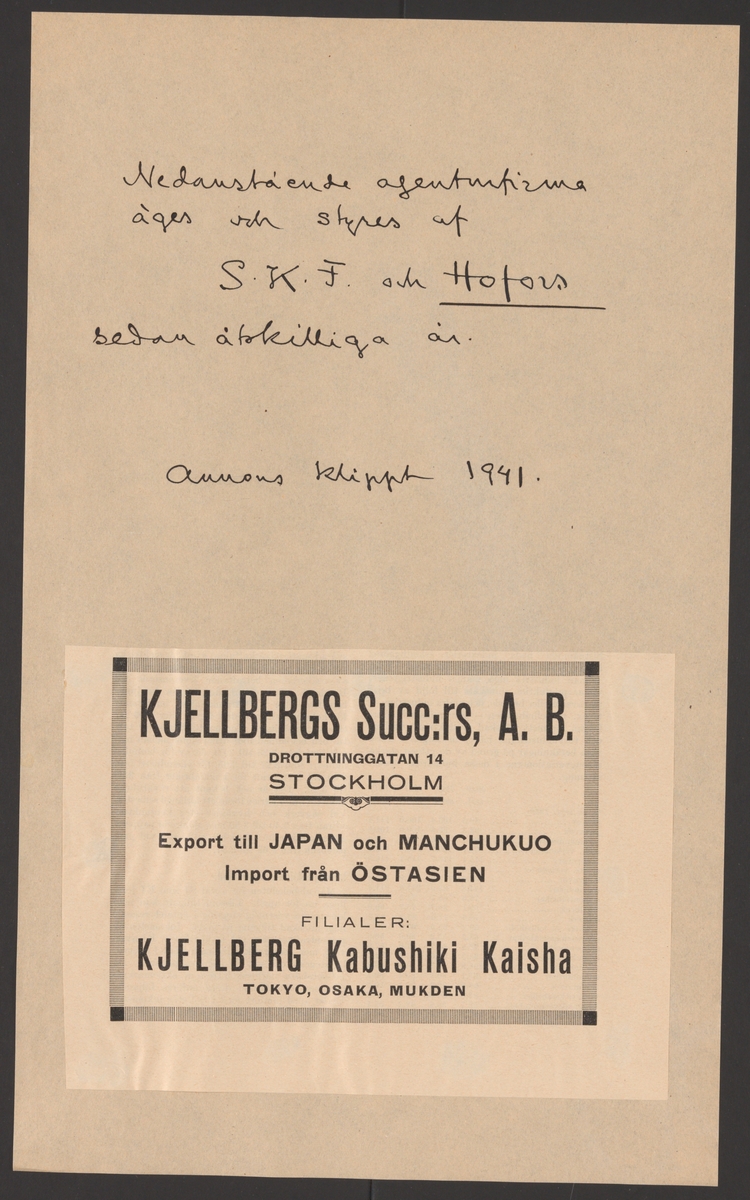 Nedanstående agenturfirma
äges och styres af
S.K.F. och Hofors
sedan åtskilliga år.
Annons klippt 1941.
KJELLBERGS Succ:rs, A. B.
DROTTNINGGATAN 14
STOCKHOLM
Export till JAPAN och MANCHUKUO
Import från ÖSTASIEN
FILIALER:
KJELLBERG Kabushiki Kaisha
TOKYO, OSAKA, MUKDEN